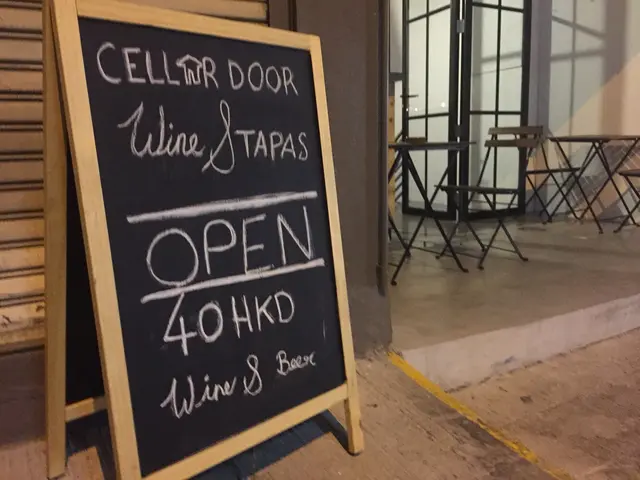 CELLAR DOOR
Wine & TAPAS
OPEN
40 HKD
Wine & Beer